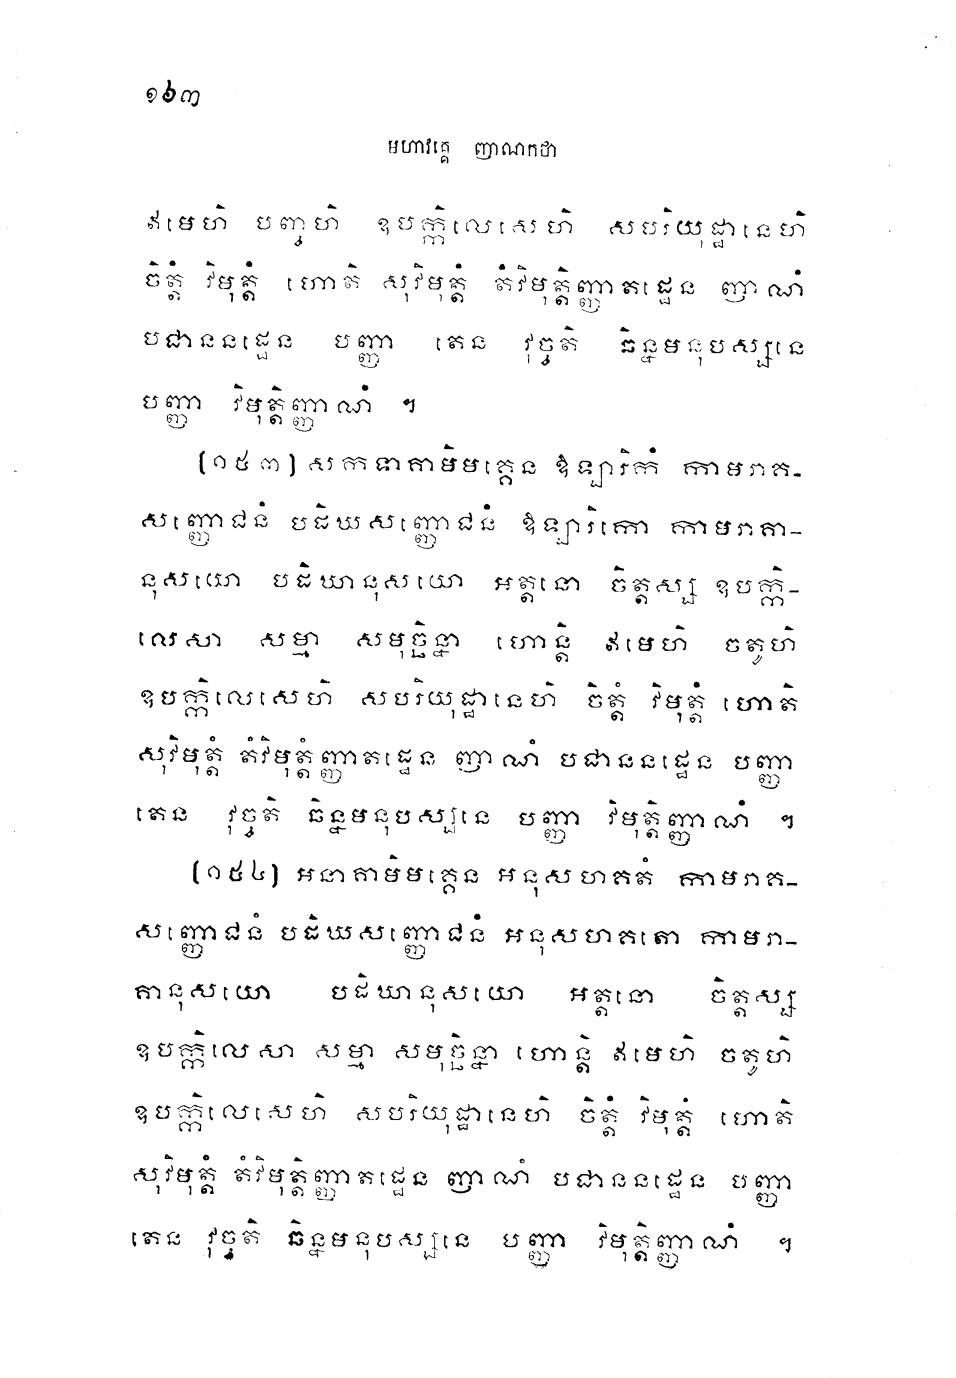 ១៦៣
មហាវគ្គេ ញាណកថា
ឥមេហិ បញ្ចហិ ឧបក្កិលេសេហិ សបរិយុដ្ឋានេហិ
ចិត្តំ វិមុត្តំ ហោតិ សុវិមុត្តំ តំវិមុត្តិញ្ញាតដ្ឋេន ញាណំ
បជាននដ្ឋេន បញ្ញា តេន វុច្ចតិ ឆិន្នមនុបស្សនេ
បញ្ញា វិមុត្តិញ្ញាណំ ។
(១៥៣) សកទាគាមិមគ្គេន ឱឡារិកំ កាមរាគ-
សញ្ញោជនំ បដិឃសញ្ញោជនំ ឱឡារិកោ កាមរាគា-
នុសយោ បដិឃានុសយោ អត្តនោ ចិត្តស្ស ឧបក្កិ-
លេសា សម្មា សមុច្ឆិន្នា ហោន្តិ ឥមេហិ ចតូហិ
ឧបក្កិលេសេហិ សបរិយុដ្ឋានេហិ ចិត្តំ វិមុត្តំ ហោតិ
សុវិមុត្តំ តំវិមុត្តំញ្ញាតដ្ឋេន ញាណំ បជាននដ្ឋេន បញ្ញា
តេន វុច្ចតិ ឆិន្នមនុបស្សនេ បញ្ញា វិមុត្តិញ្ញាណំ ។
(១៥៤) អនាគាមិមគ្គេន អនុសហគតំ កាមរាគ-
សញ្ញោជនំ បដិឃសញ្ញោជនំ អនុសហគតោ កាមរា-
គានុសយោ បដិឃានុសយោ អត្តនោ ចិត្តស្ស
ឧបក្កិលេសា សម្មា សមុច្ឆិន្នា ហោន្តិ ឥមេហិ ចតូហិ
ឧបក្កិលេសេហិ សបរិយុដ្ឋានេហិ ចិត្តំ វិមុត្តំ ហោតិ
សុវិមុត្តំ តំវិមុត្តិញ្ញាតដ្ឋេន ញាណំ បជាននដ្ឋេន បញ្ញា
តេន វុច្ចតិ ឆិន្នមនុបស្សនេ បញ្ញា វិមុត្តិញ្ញាណំ ។